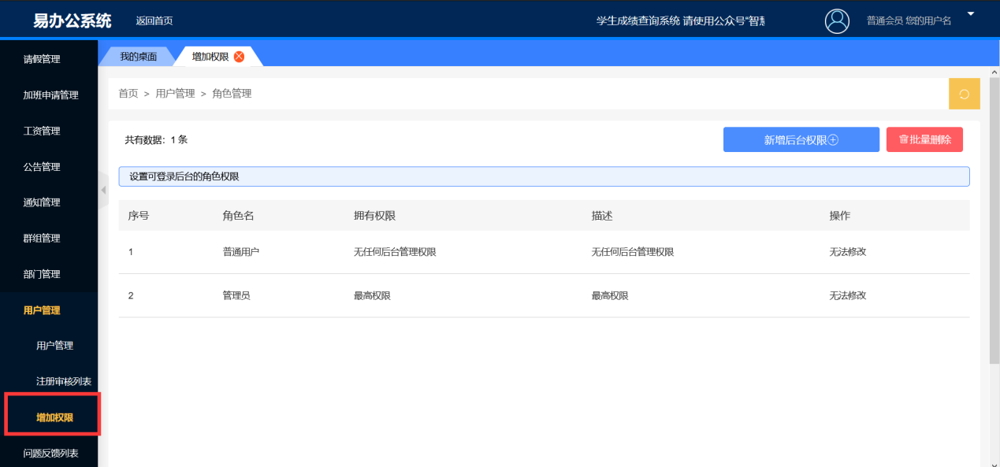 易办公系统
返回首页
学生成绩查询系统 请使用公众号“智慧
普通会员 您的用户名
请假管理
加班申请管理
工资管理
公告管理
通知管理
群组管理
部门管理
用户管理
用户管理
注册审核列表
增加权限
问题反馈列表
我的桌面
增加权限
首页 > 用户管理 > 角色管理
共有数据：1 条
新增后台权限
批量删除
设置可登录后台的角色权限
序号 角色名 拥有权限 描述 操作
1 普通用户 无任何后台管理权限 无任何后台管理权限 无法修改
2 管理员 最高权限 最高权限 无法修改